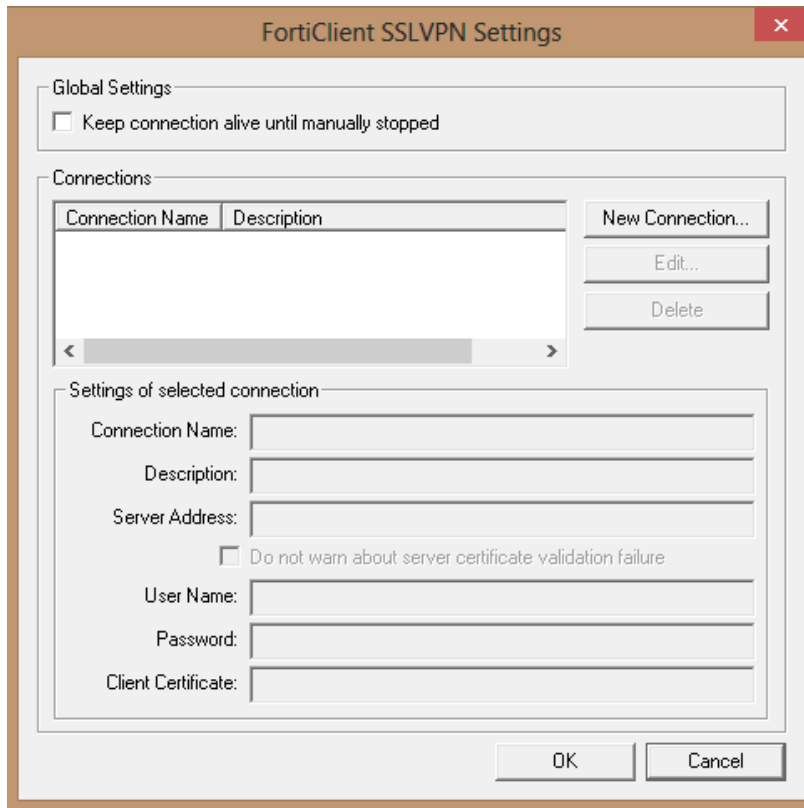 FortiClient SSLVPN Settings
Global Settings
Keep connection alive until manually stopped
Connections
Connection Name Description
New Connection...
Edit...
Delete
Settings of selected connection
Connection Name:
Description:
Server Address:
Do not warn about server certificate validation failure
User Name:
Password:
Client Certificate:
OK Cancel